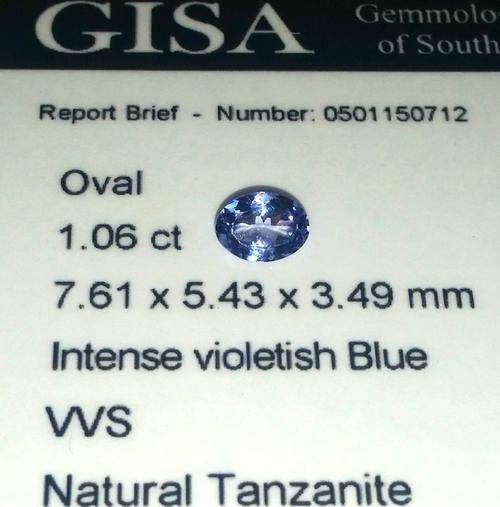 GISA
Gemmolo
of South
Report Brief - Number: 0501150712
Oval
1.06 ct
7.61 x 5.43 x 3.49 mm
Intense violetish Blue
VVS
Natural Tanzanite